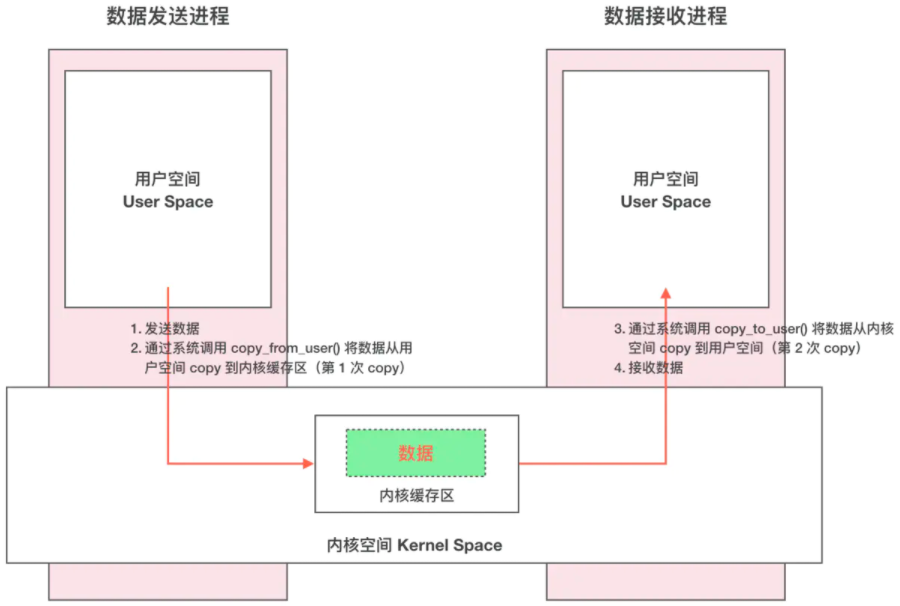 数据发送进程
数据接收进程
用户空间
User Space
用户空间
User Space
1. 发送数据
2. 通过系统调用 copy_from_user() 将数据从用
户空间 copy 到内核缓存区（第 1 次 copy）
3. 通过系统调用 copy_to_user() 将数据从内核
空间 copy 到用户空间（第 2 次 copy）
4. 接收数据
数据
内核缓存区
内核空间 Kernel Space